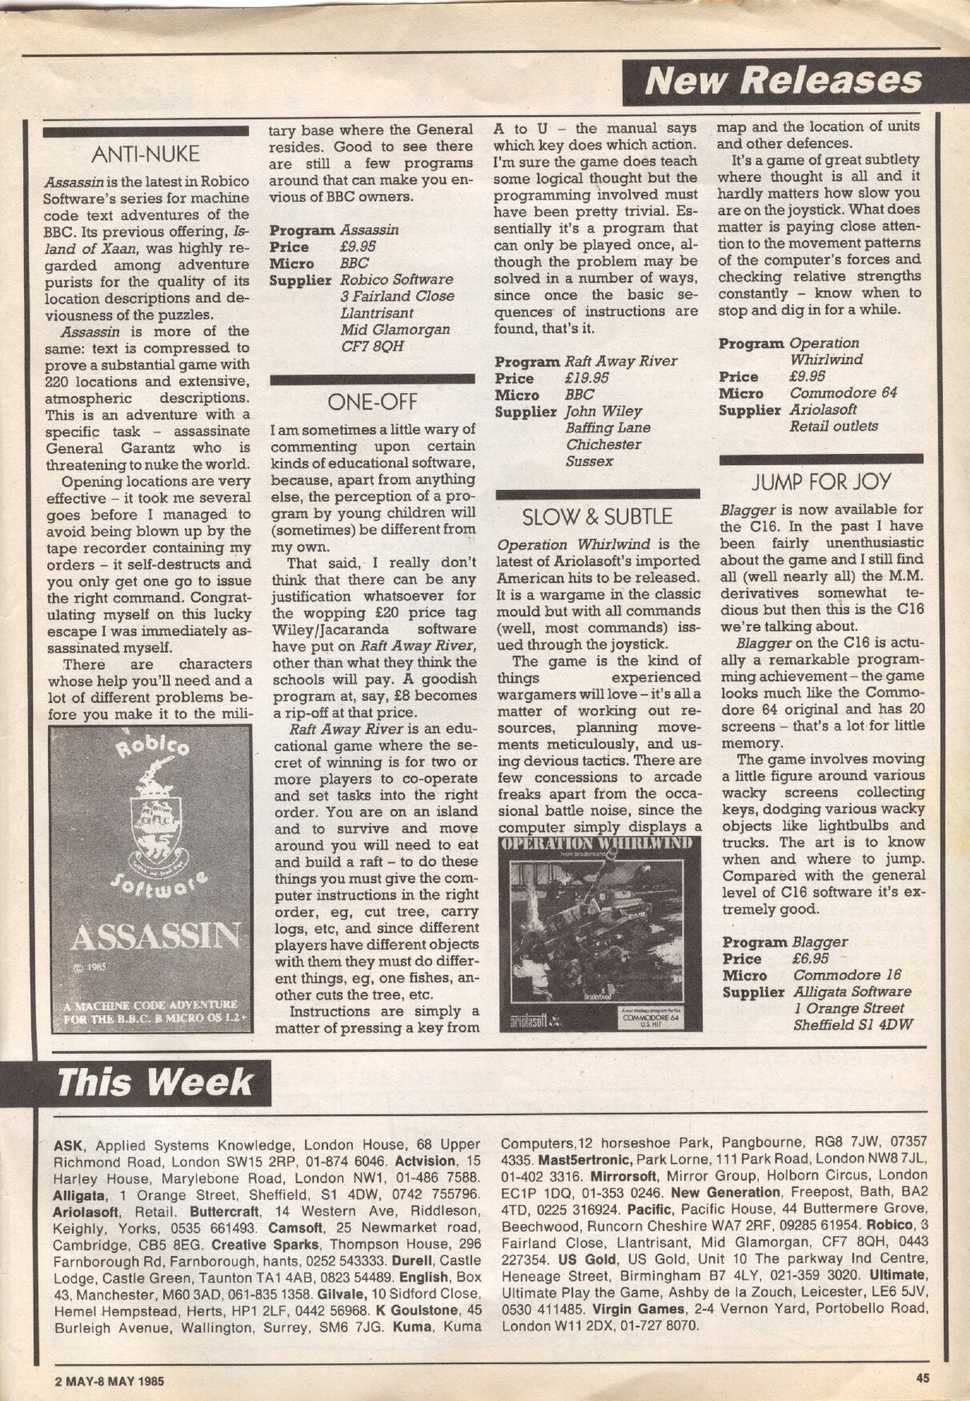 New Releases
ANTI-NUKE
Assassin is the latest in Robico
Software's series for machine
code text adventures of the
BBC. Its previous offering, Is-
land of Xaan, was highly re-
garded among adventure
purists for the quality of its
location descriptions and de-
viousness of the puzzles.
Assassin is more of the
same: text is compressed to
prove a substantial game with
220 locations and extensive,
atmospheric descriptions.
This is an adventure with a
specific task – assassinate
General Garantz who is
threatening to nuke the world.
Opening locations are very
effective – it took me several
goes before I managed to
avoid being blown up by the
tape recorder containing my
orders – it self-destructs and
you only get one go to issue
the right command. Congrat-
ulating myself on this lucky
escape I was immediately as-
sassinated myself.
There are characters
whose help you'll need and a
lot of different problems be-
fore you make it to the mili-
Robico
Software
ASSASSIN
© 1985
A MACHINE CODE ADVENTURE
FOR THE B.B.C. B MICRO OS 1.2+
tary base where the General
resides. Good to see there
are still a few programs
around that can make you en-
vious of BBC owners.
Program Assassin
Price £9.95
Micro BBC
Supplier Robico Software
3 Fairland Close
Llantrisant
Mid Glamorgan
CF7 8QH
ONE-OFF
I am sometimes a little wary of
commenting upon certain
kinds of educational software,
because, apart from anything
else, the perception of a pro-
gram by young children will
(sometimes) be different from
my own.
That said, I really don't
think that there can be any
justification whatsoever for
the wopping £20 price tag
Wiley/Jacaranda software
have put on Raft Away River,
other than what they think the
schools will pay. A goodish
program at, say, £8 becomes
a rip-off at that price.
Raft Away River is an edu-
cational game where the se-
cret of winning is for two or
more players to co-operate
and set tasks into the right
order. You are on an island
and to survive and move
around you will need to eat
and build a raft – to do these
things you must give the com-
puter instructions in the right
order, eg, cut tree, carry
logs, etc, and since different
players have different objects
with them they must do differ-
ent things, eg, one fishes, an-
other cuts the tree, etc.
Instructions are simply a
matter of pressing a key from
A to U – the manual says
which key does which action.
I'm sure the game does teach
some logical thought but the
programming involved must
have been pretty trivial. Es-
sentially it's a program that
can only be played once, al-
though the problem may be
solved in a number of ways,
since once the basic se-
quences of instructions are
found, that's it.
Program Raft Away River
Price £19.95
Micro BBC
Supplier John Wiley
Baffing Lane
Chichester
Sussex
SLOW & SUBTLE
Operation Whirlwind is the
latest of Ariolasoft's imported
American hits to be released.
It is a wargame in the classic
mould but with all commands
(well, most commands) iss-
ued through the joystick.
The game is the kind of
things experienced
wargamers will love – it's all a
matter of working out re-
sources, planning move-
ments meticulously, and us-
ing devious tactics. There are
few concessions to arcade
freaks apart from the occa-
sional battle noise, since the
computer simply displays a
OPERATION WHIRLWIND
from Broderbund
Broderbund
ariolasoft
COMMODORE 64
U.S. HIT
map and the location of units
and other defences.
It's a game of great subtlety
where thought is all and it
hardly matters how slow you
are on the joystick. What does
matter is paying close atten-
tion to the movement patterns
of the computer's forces and
checking relative strengths
constantly – know when to
stop and dig in for a while.
Program Operation
Whirlwind
Price £9.95
Micro Commodore 64
Supplier Ariolasoft
Retail outlets
JUMP FOR JOY
Blagger is now available for
the C16. In the past I have
been fairly unenthusiastic
about the game and I still find
all (well nearly all) the M.M.
derivatives somewhat te-
dious but then this is the C16
we're talking about.
Blagger on the C16 is actu-
ally a remarkable program-
ming achievement – the game
looks much like the Commo-
dore 64 original and has 20
screens – that's a lot for little
memory.
The game involves moving
a little figure around various
wacky screens collecting
keys, dodging various wacky
objects like lightbulbs and
trucks. The art is to know
when and where to jump.
Compared with the general
level of C16 software it's ex-
tremely good.
Program Blagger
Price £6.95
Micro Commodore 16
Supplier Alligata Software
1 Orange Street
Sheffield S1 4DW
This Week
ASK, Applied Systems Knowledge, London House, 68 Upper
Richmond Road, London SW15 2RP, 01-874 6046. Actvision, 15
Harley House, Marylebone Road, London NW1, 01-486 7588.
Alligata, 1 Orange Street, Sheffield, S1 4DW, 0742 755796.
Ariolasoft, Retail. Buttercraft, 14 Western Ave, Riddleson,
Keighly, Yorks, 0535 661493. Camsoft, 25 Newmarket road,
Cambridge, CB5 8EG. Creative Sparks, Thompson House, 296
Farnborough Rd, Farnborough, hants, 0252 543333. Durell, Castle
Lodge, Castle Green, Taunton TA1 4AB, 0823 54489. English, Box
43, Manchester, M60 3AD, 061-835 1358. Gilvale, 10 Sidford Close,
Hemel Hempstead, Herts, HP1 2LF, 0442 56968. K Goulstone, 45
Burleigh Avenue, Wallington, Surrey, SM6 7JG. Kuma, Kuma
Computers,12 horseshoe Park, Pangbourne, RG8 7JW, 07357
4335. Mast5ertronic, Park Lorne, 111 Park Road, London NW8 7JL,
01-402 3316. Mirrorsoft, Mirror Group, Holborn Circus, London
EC1P 1DQ, 01-353 0246. New Generation, Freepost, Bath, BA2
4TD, 0225 316924. Pacific, Pacific House, 44 Buttermere Grove,
Beechwood, Runcorn Cheshire WA7 2RF, 09285 61954. Robico, 3
Fairland Close, Llantrisant, Mid Glamorgan, CF7 8QH, 0443
227354. US Gold, US Gold, Unit 10 The parkway Ind Centre,
Heneage Street, Birmingham B7 4LY, 021-359 3020. Ultimate,
Ultimate Play the Game, Ashby de la Zouch, Leicester, LE6 5JV,
0530 411485. Virgin Games, 2-4 Vernon Yard, Portobello Road,
London W11 2DX, 01-727 8070.
2 MAY-8 MAY 1985
45